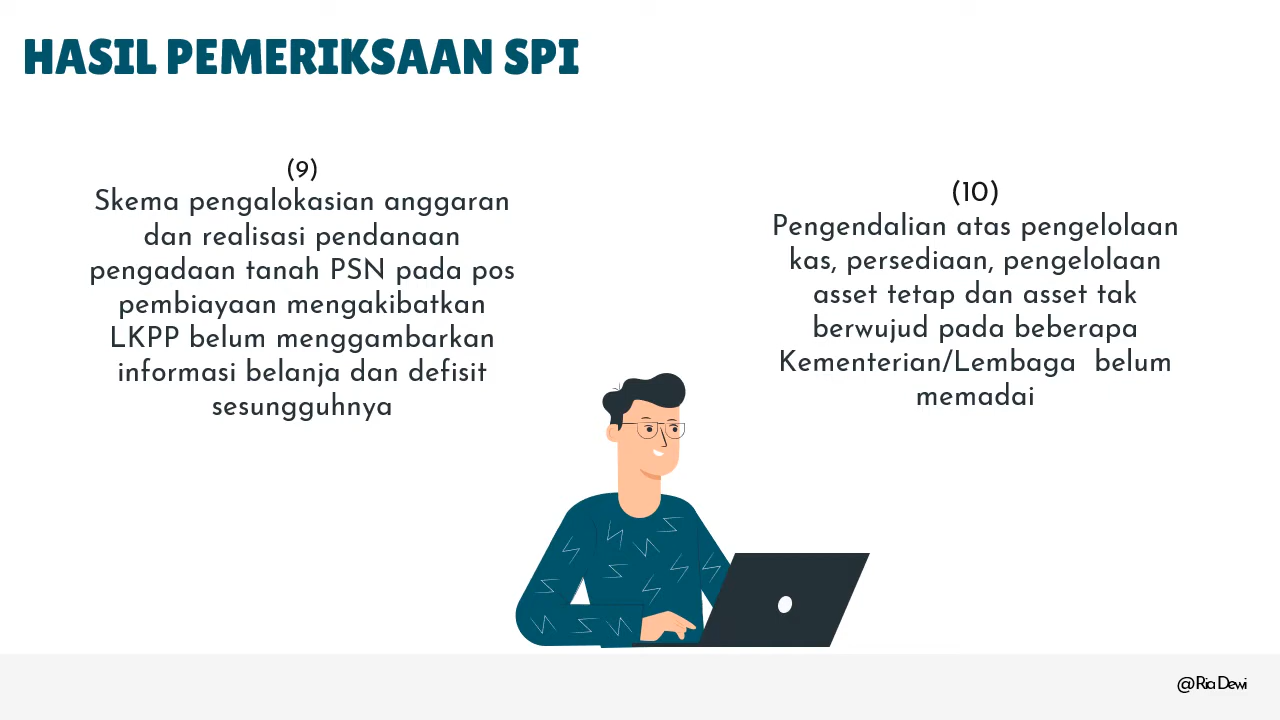 HASIL PEMERIKSAAN SPI
(9)
Skema pengalokasian anggaran
dan realisasi pendanaan
pengadaan tanah PSN pada pos
pembiayaan mengakibatkan
LKPP belum menggambarkan
informasi belanja dan defisit
sesungguhnya
(10)
Pengendalian atas pengelolaan
kas, persediaan, pengelolaan
asset tetap dan asset tak
berwujud pada beberapa
Kementerian/Lembaga  belum
memadai
@Ria Dewi